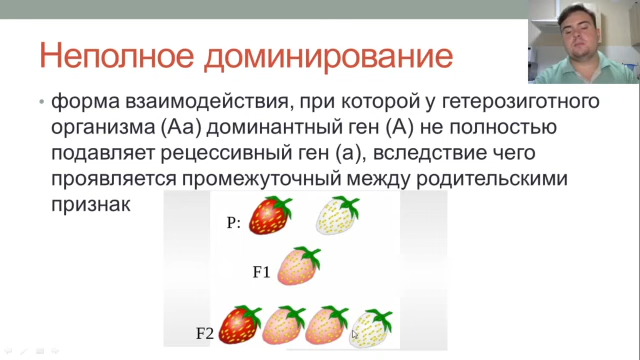 Неполное доминирование
• форма взаимодействия, при которой у гетерозиготного
организма (Аа) доминантный ген (А) не полностью
подавляет рецессивный ген (а), вследствие чего
проявляется промежуточный между родительскими
признак
P:
F1
F2